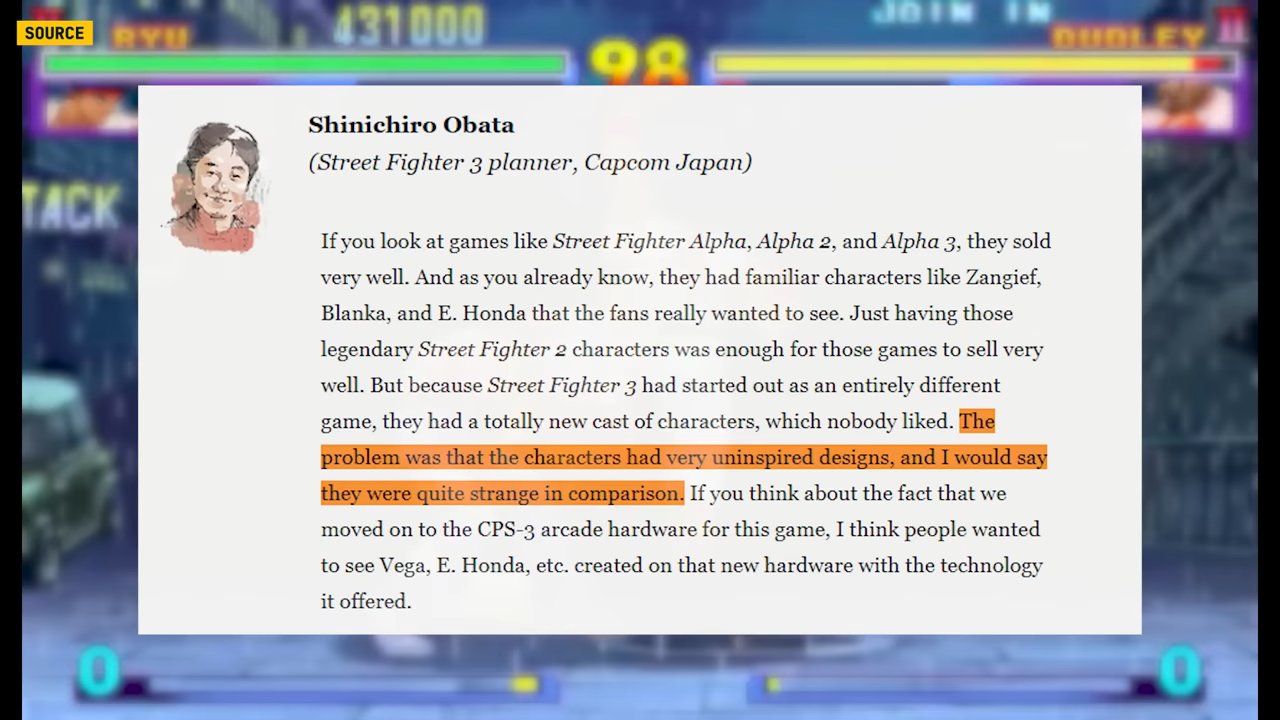 SOURCE
RYU
431000
98
JOIN IN
DUDLEY
TACK
Shinichiro Obata
(Street Fighter 3 planner, Capcom Japan)
If you look at games like Street Fighter Alpha, Alpha 2, and Alpha 3, they sold
very well. And as you already know, they had familiar characters like Zangief,
Blanka, and E. Honda that the fans really wanted to see. Just having those
legendary Street Fighter 2 characters was enough for those games to sell very
well. But because Street Fighter 3 had started out as an entirely different
game, they had a totally new cast of characters, which nobody liked. The
problem was that the characters had very uninspired designs, and I would say
they were quite strange in comparison. If you think about the fact that we
moved on to the CPS-3 arcade hardware for this game, I think people wanted
to see Vega, E. Honda, etc. created on that new hardware with the technology
it offered.
0
0